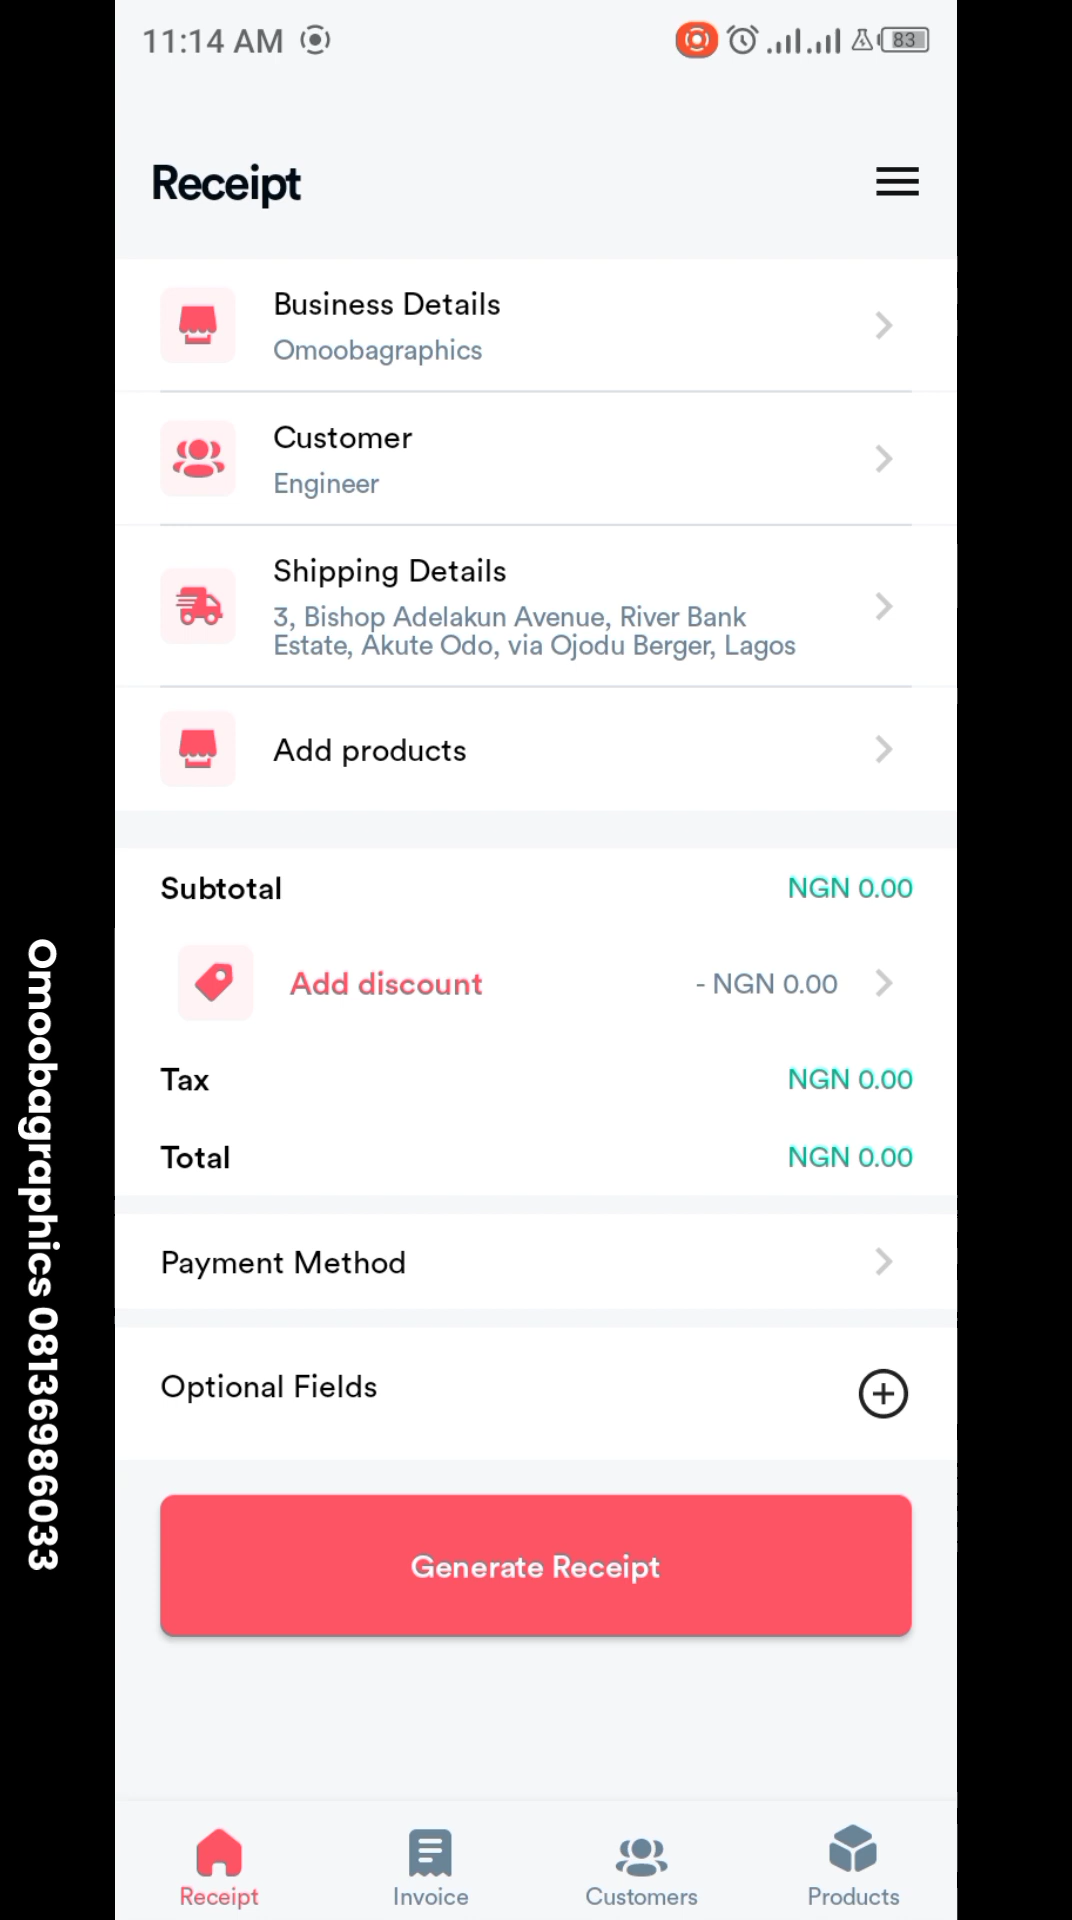 11:14 AM
83
Receipt
Business Details
Omoobagraphics
Customer
Engineer
Shipping Details
3, Bishop Adelakun Avenue, River Bank
Estate, Akute Odo, via Ojodu Berger, Lagos
Add products
Subtotal NGN 0.00
Add discount - NGN 0.00
Tax NGN 0.00
Total NGN 0.00
Payment Method
Optional Fields
Generate Receipt
Receipt Invoice Customers Products
Omoobagraphics 08136986033